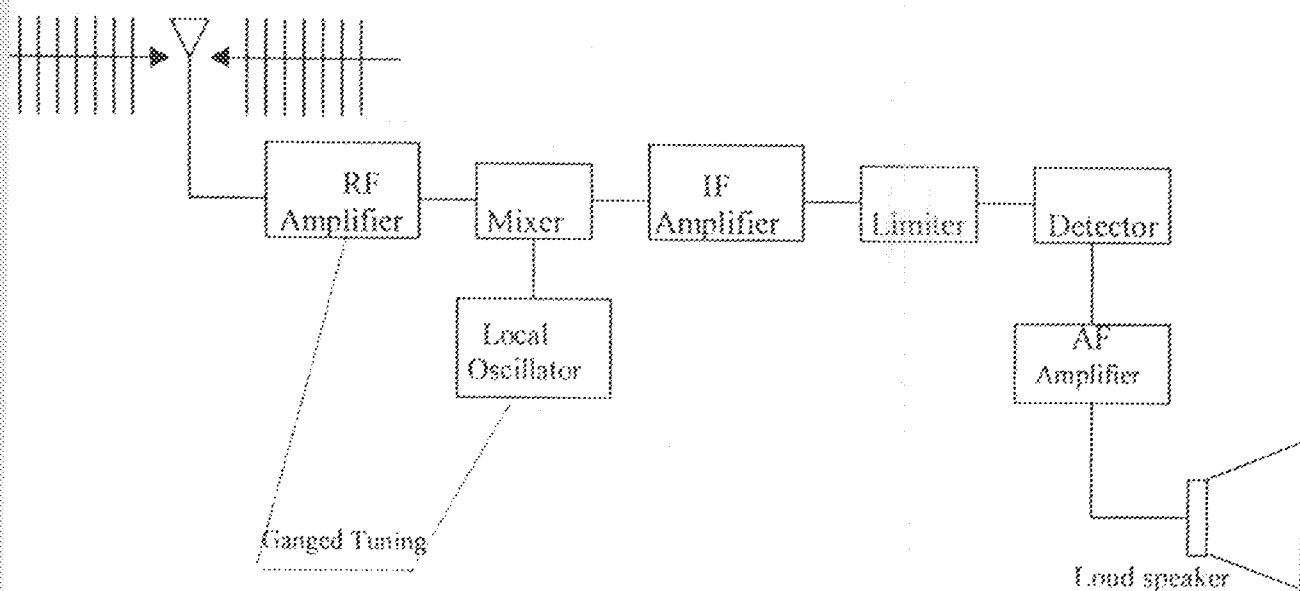 RF
Amplifier
Mixer
IF
Amplifier
Limiter
Detector
Local
Oscillator
AF
Amplifier
Ganged Tuning
Loud speaker